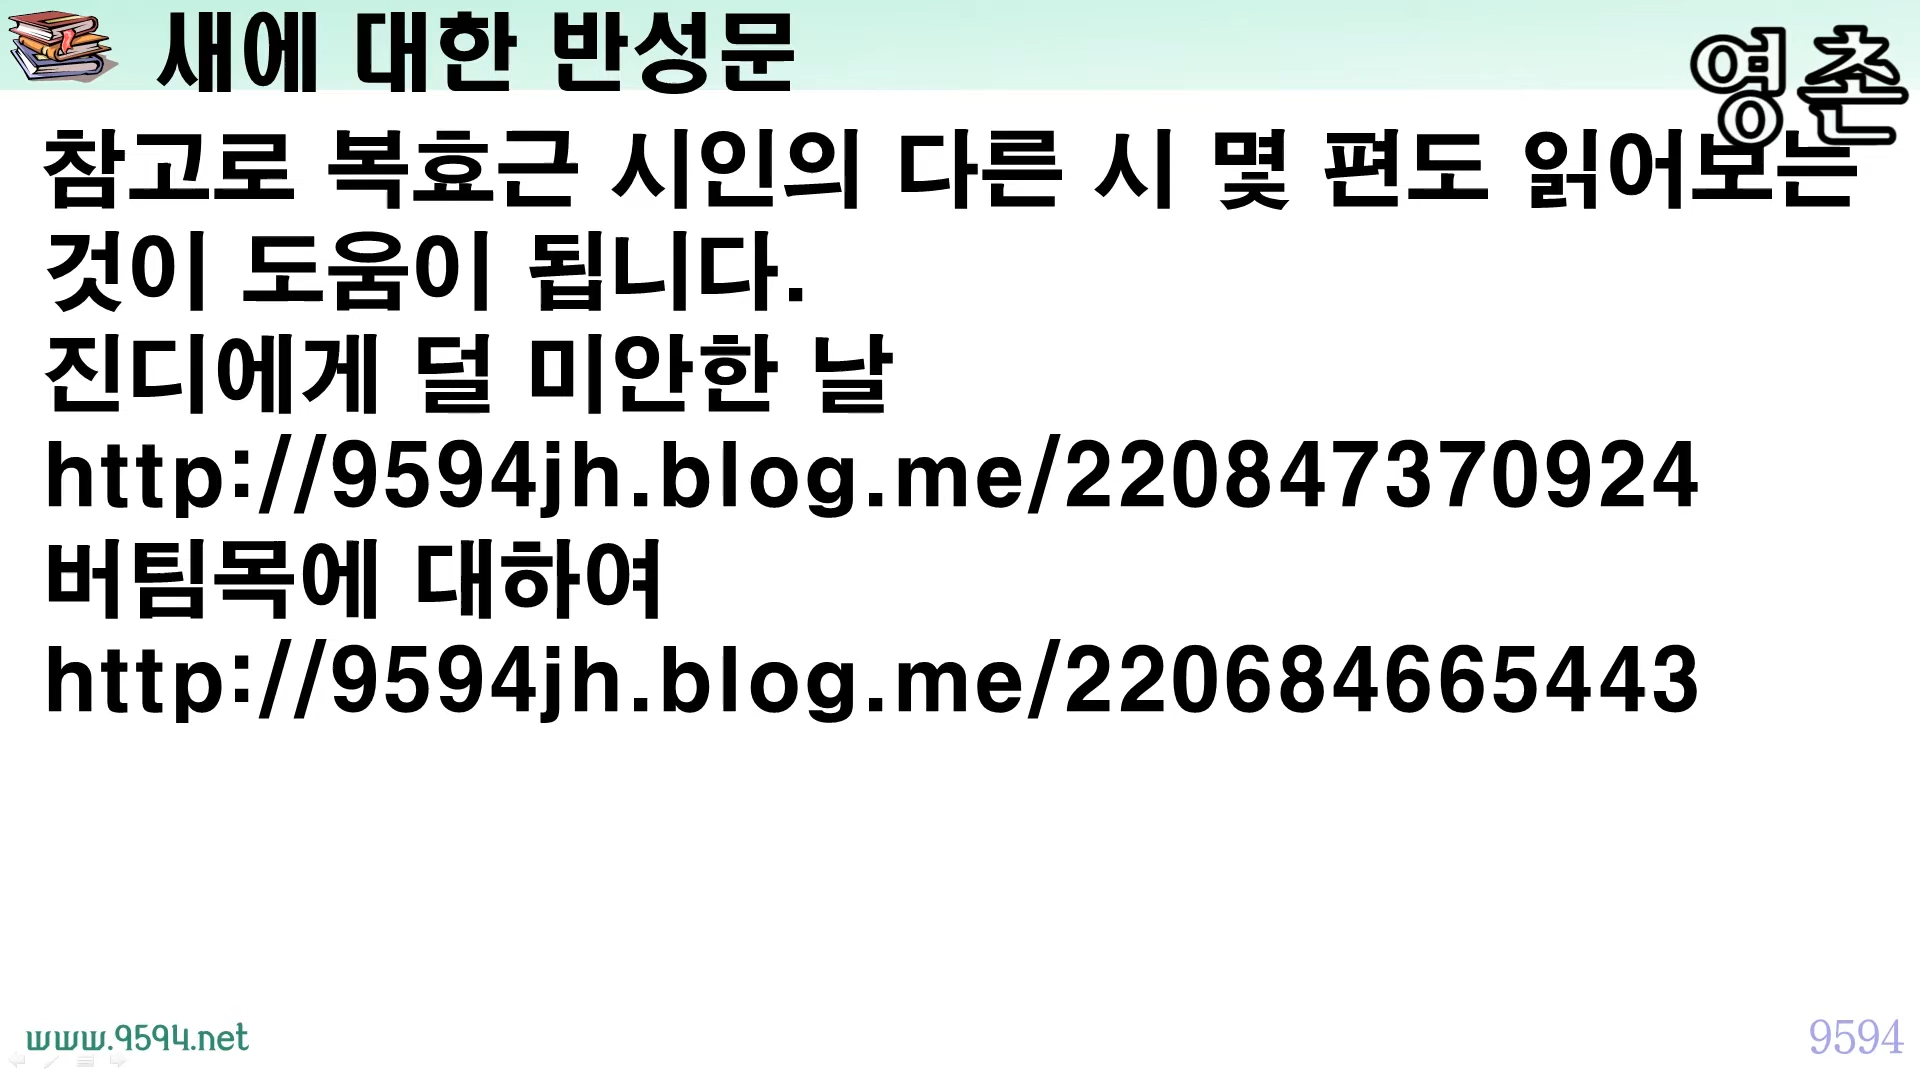 새에 대한 반성문
영촌
참고로 복효근 시인의 다른 시 몇 편도 읽어보는
것이 도움이 됩니다.
진디에게 덜 미안한 날
http://9594jh.blog.me/220847370924
버팀목에 대하여
http://9594jh.blog.me/220684665443
www.9594.net
9594